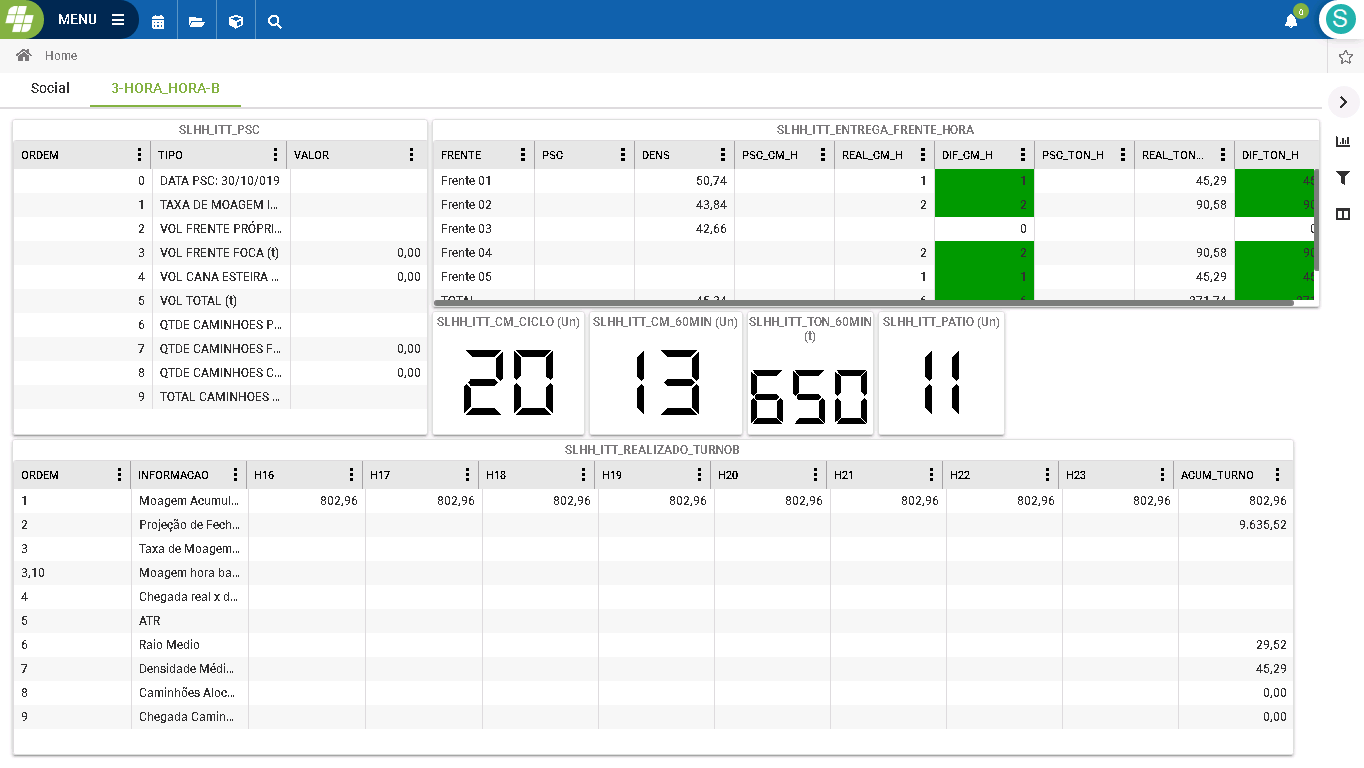 MENU
0
S
Home
Social 3-HORA_HORA-B
SLHH_ITT_PSC
ORDEM TIPO VALOR
0 DATA PSC: 30/10/019
1 TAXA DE MOAGEM I...
2 VOL FRENTE PRÓPRI...
3 VOL FRENTE FOCA (t) 0,00
4 VOL CANA ESTEIRA ... 0,00
5 VOL TOTAL (t)
6 QTDE CAMINHOES P...
7 QTDE CAMINHOES F... 0,00
8 QTDE CAMINHOES C... 0,00
9 TOTAL CAMINHOES ...
SLHH_ITT_ENTREGA_FRENTE_HORA
FRENTE PSC DENS PSC_CM_H REAL_CM_H DIF_CM_H PSC_TON_H REAL_TON... DIF_TON_H
Frente 01 50,74 1 1 45,29 45
Frente 02 43,84 2 2 90,58 90
Frente 03 42,66 0 0
Frente 04 2 2 90,58 90
Frente 05 1 1 45,29 45
TOTAL 45,34 6 6 271,74 271
SLHH_ITT_CM_CICLO (Un)
20
SLHH_ITT_CM_60MIN (Un)
13
SLHH_ITT_TON_60MIN
(t)
650
SLHH_ITT_PATIO (Un)
11
SLHH_ITT_REALIZADO_TURNOB
ORDEM INFORMACAO H16 H17 H18 H19 H20 H21 H22 H23 ACUM_TURNO
1 Moagem Acumul... 802,96 802,96 802,96 802,96 802,96 802,96 802,96 802,96 802,96
2 Projeção de Fech... 9.635,52
3 Taxa de Moagem...
3,10 Moagem hora ba...
4 Chegada real x d...
5 ATR
6 Raio Medio 29,52
7 Densidade Médi... 45,29
8 Caminhões Aloc... 0,00
9 Chegada Camin... 0,00